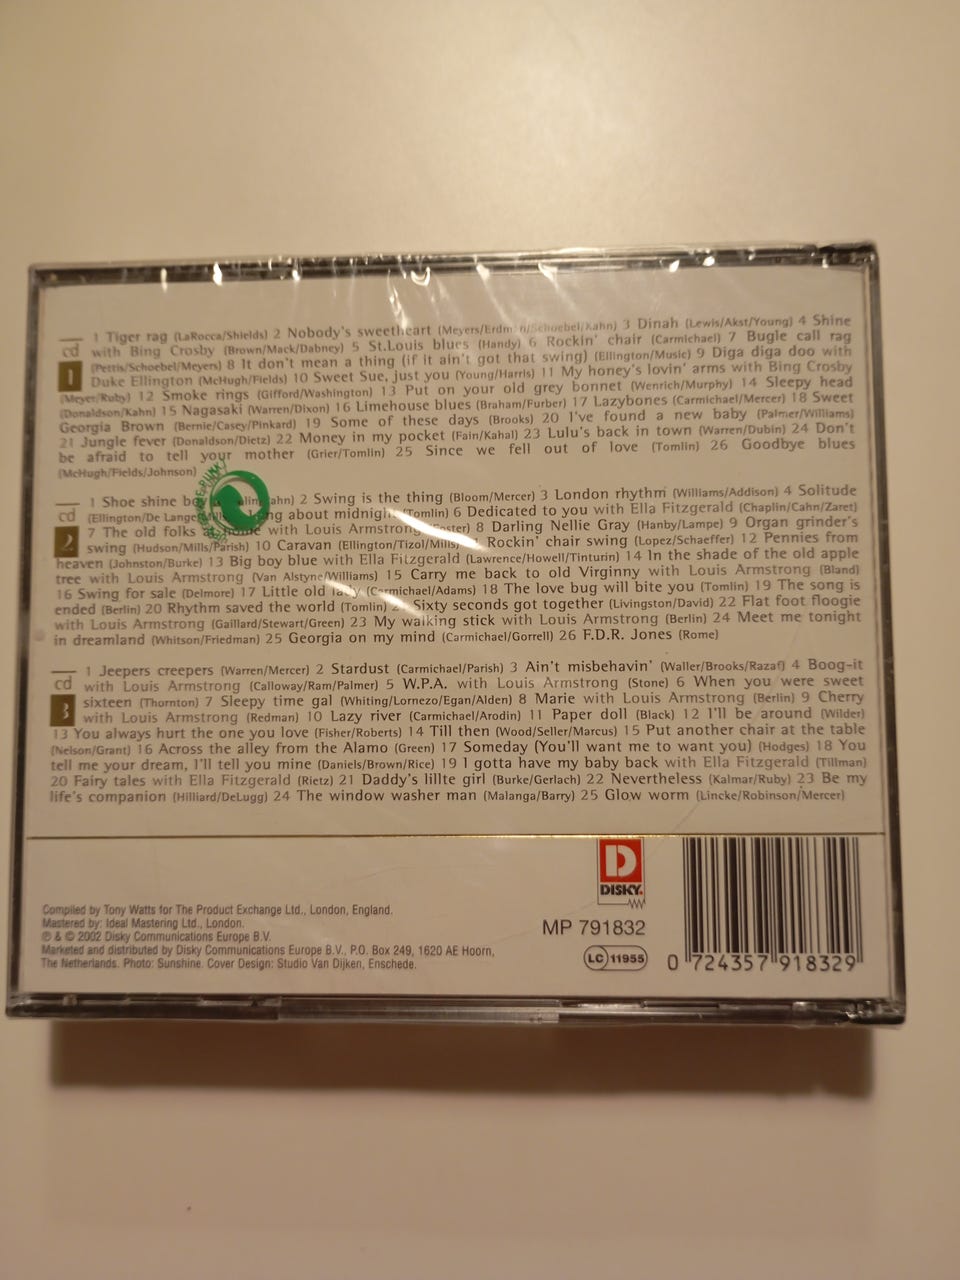 1 Tiger rag (LaRocca/Shields) 2 Nobody's sweetheart (Meyers/Erdman/Schoebel/Kahn) 3 Dinah (Lewis/Akst/Young) 4 Shine
cd with Bing Crosby (Brown/Mack/Dabney) 5 St.Louis blues (Handy) 6 Rockin' chair (Carmichael) 7 Bugle call rag
1 (Pettis/Schoebel/Meyers) 8 It don't mean a thing (if it ain't got that swing) (Ellington/Music) 9 Diga diga doo with
Duke Ellington (McHugh/Fields) 10 Sweet Sue, just you (Young/Harris) 11 My honey's lovin' arms with Bing Crosby
(Meyer/Ruby) 12 Smoke rings (Gifford/Washington) 13 Put on your old grey bonnet (Wenrich/Murphy) 14 Sleepy head
(Donaldson/Kahn) 15 Nagasaki (Warren/Dixon) 16 Limehouse blues (Braham/Furber) 17 Lazybones (Carmichael/Mercer) 18 Sweet
Georgia Brown (Bernie/Casey/Pinkard) 19 Some of these days (Brooks) 20 I've found a new baby (Palmer/Williams)
21 Jungle fever (Donaldson/Dietz) 22 Money in my pocket (Fain/Kahal) 23 Lulu's back in town (Warren/Dubin) 24 Don't
be afraid to tell your mother (Grier/Tomlin) 25 Since we fell out of love (Tomlin) 26 Goodbye blues
(McHugh/Fields/Johnson)
1 Shoe shine boy 2 Swing is the thing (Bloom/Mercer) 3 London rhythm (Williams/Addison) 4 Solitude
cd (Ellington/De Lange/ about midnight (Tomlin) 6 Dedicated to you with Ella Fitzgerald (Chaplin/Cahn/Zaret)
2 7 The old folks at home with Louis Armstrong (Foster) 8 Darling Nellie Gray (Hanby/Lampe) 9 Organ grinder's
swing (Hudson/Mills/Parish) 10 Caravan (Ellington/Tizol/Mills) Rockin' chair swing (Lopez/Schaeffer) 12 Pennies from
heaven (Johnston/Burke) 13 Big boy blue with Ella Fitzgerald (Lawrence/Howell/Tinturin) 14 In the shade of the old apple
tree with Louis Armstrong (Van Alstyne/Williams) 15 Carry me back to old Virginny with Louis Armstrong (Bland)
16 Swing for sale (Delmore) 17 Little old lady (Carmichael/Adams) 18 The love bug will bite you (Tomlin) 19 The song is
ended (Berlin) 20 Rhythm saved the world (Tomlin) Sixty seconds got together (Livingston/David) 22 Flat foot floogie
with Louis Armstrong (Gaillard/Stewart/Green) 23 My walking stick with Louis Armstrong (Berlin) 24 Meet me tonight
in dreamland (Whitson/Friedman) 25 Georgia on my mind (Carmichael/Gorrell) 26 F.D.R. Jones (Rome)
1 Jeepers creepers (Warren/Mercer) 2 Stardust (Carmichael/Parish) 3 Ain't misbehavin' (Waller/Brooks/Razaf) 4 Boog-it
cd with Louis Armstrong (Calloway/Ram/Palmer) 5 W.P.A. with Louis Armstrong (Stone) 6 When you were sweet
3 sixteen (Thornton) 7 Sleepy time gal (Whiting/Lornezo/Egan/Alden) 8 Marie with Louis Armstrong (Berlin) 9 Cherry
with Louis Armstrong (Redman) 10 Lazy river (Carmichael/Arodin) 11 Paper doll (Black) 12 I'll be around (Wilder)
13 You always hurt the one you love (Fisher/Roberts) 14 Till then (Wood/Seller/Marcus) 15 Put another chair at the table
(Nelson/Grant) 16 Across the alley from the Alamo (Green) 17 Someday (You'll want me to want you) (Hodges) 18 You
tell me your dream, I'll tell you mine (Daniels/Brown/Rice) 19 I gotta have my baby back with Ella Fitzgerald (Tillman)
20 Fairy tales with Ella Fitzgerald (Rietz) 21 Daddy's lillte girl (Burke/Gerlach) 22 Nevertheless (Kalmar/Ruby) 23 Be my
life's companion (Hilliard/DeLugg) 24 The window washer man (Malanga/Barry) 25 Glow worm (Lincke/Robinson/Mercer)
DISKY.
Compiled by Tony Watts for The Product Exchange Ltd., London, England.
Mastered by: Ideal Mastering Ltd., London.
℗ & © 2002 Disky Communications Europe B.V.
Marketed and distributed by Disky Communications Europe B.V., P.O. Box 249, 1620 AE Hoorn,
The Netherlands. Photo: Sunshine. Cover Design: Studio Van Dijken, Enschede.
MP 791832
LC 11955
0 724357 918329